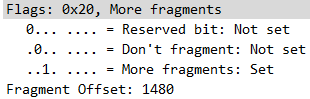 Flags: 0x20, More fragments
0... .... = Reserved bit: Not set
.0.. .... = Don't fragment: Not set
..1. .... = More fragments: Set
Fragment Offset: 1480